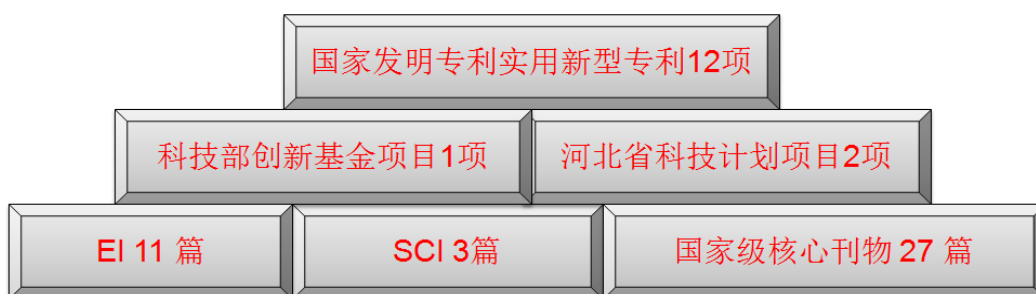 国家发明专利实用新型专利12项
科技部创新基金项目1项
河北省科技计划项目2项
EI 11 篇
SCI 3篇
国家级核心刊物 27 篇